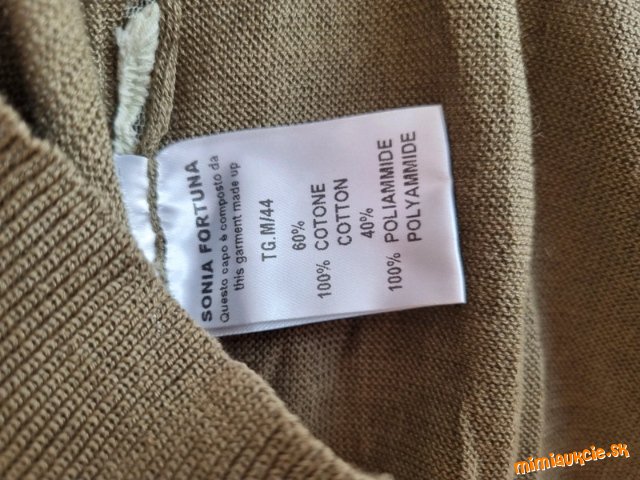 SONIA FORTUNA
Questo capo è composto da
this garment made up
TG.M/44
60%
100% COTONE
COTTON
40%
100% POLIAMMIDE
POLYAMMIDE
mimiaukcie.sk